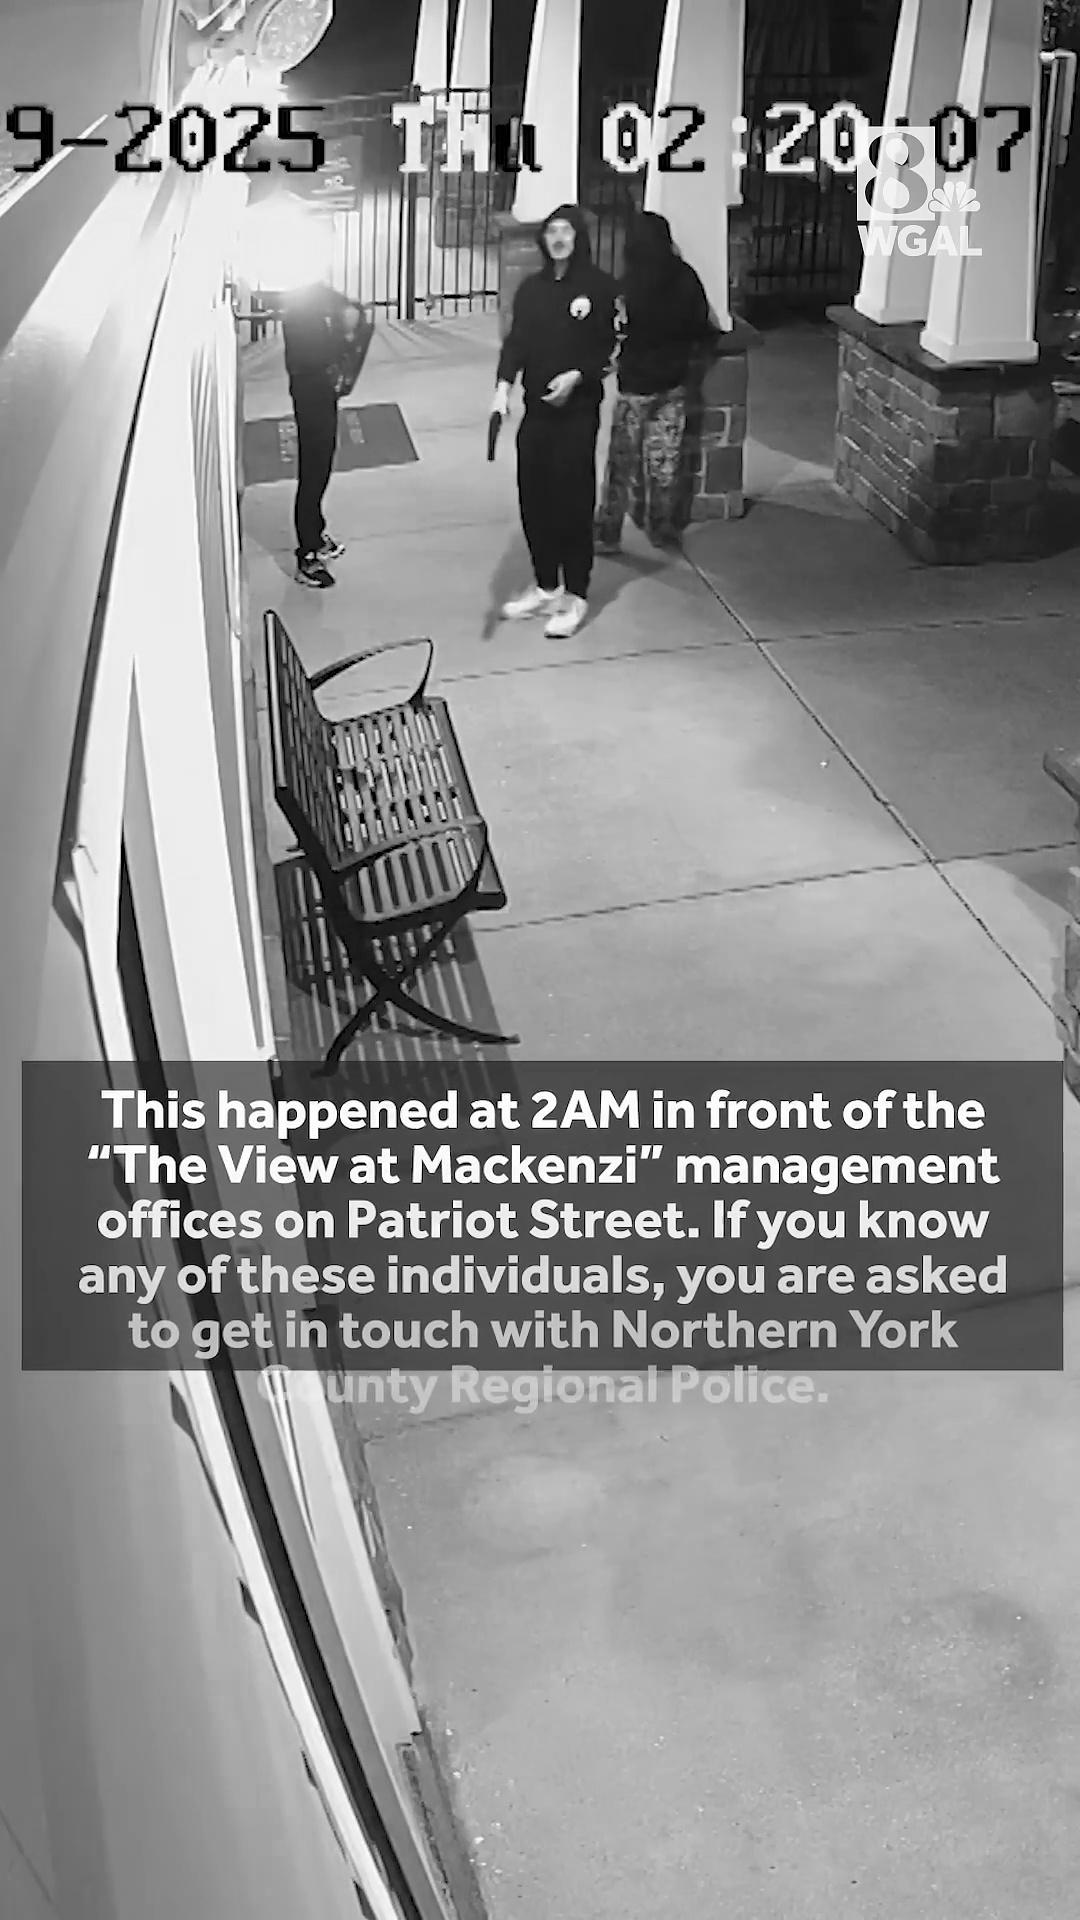 9-2025 Thu 02:20:07
8
WGAL
This happened at 2AM in front of the
“The View at Mackenzi” management
offices on Patriot Street. If you know
any of these individuals, you are asked
to get in touch with Northern York
County Regional Police.